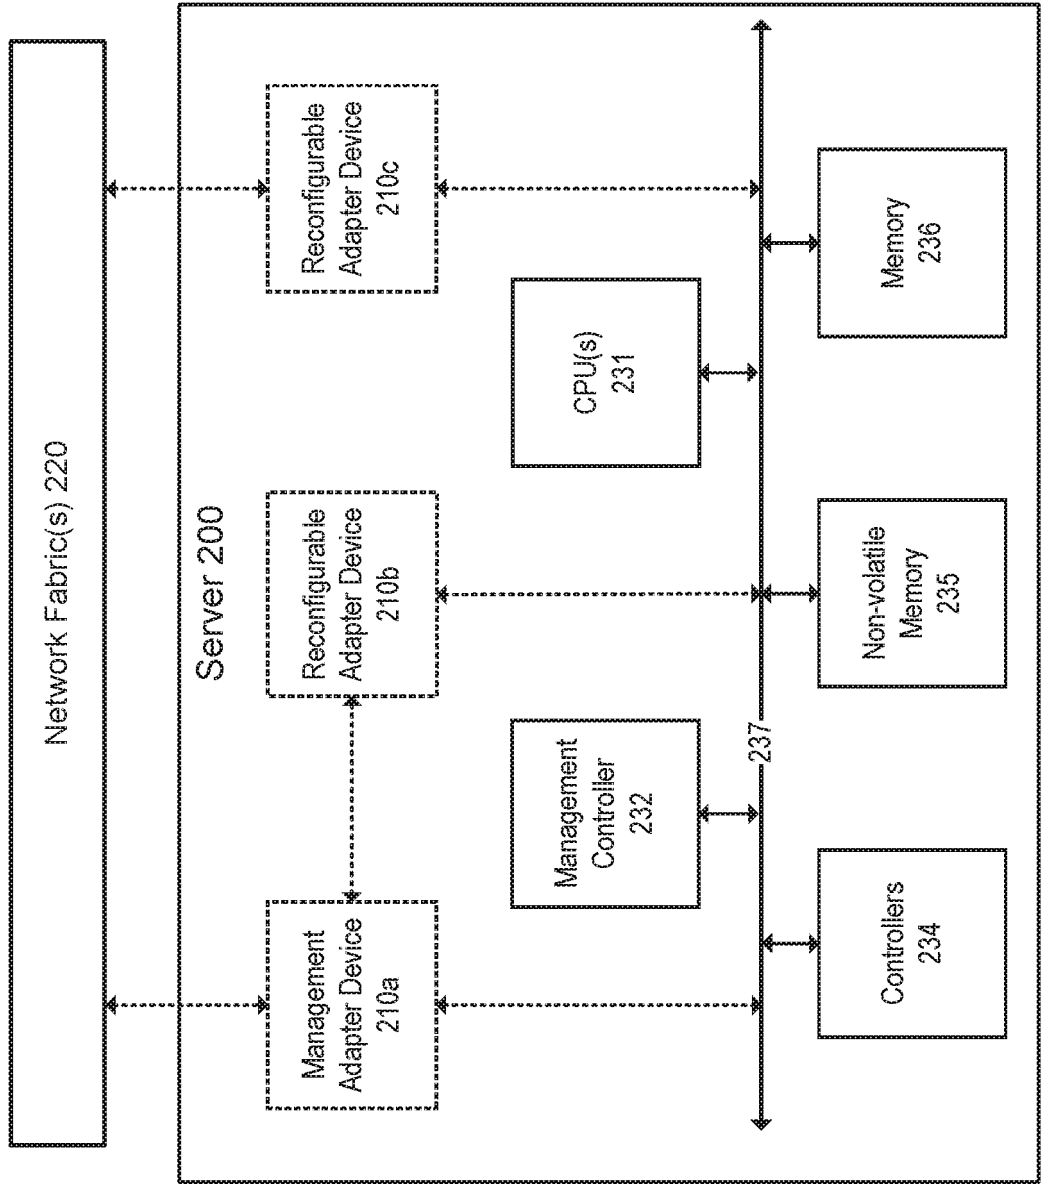 Network Fabric(s) 220
Server 200
Management
Adapter Device
210a
Reconfigurable
Adapter Device
210b
Reconfigurable
Adapter Device
210c
Management
Controller
232
CPU(s)
231
237
Controllers
234
Non-volatile
Memory
235
Memory
236